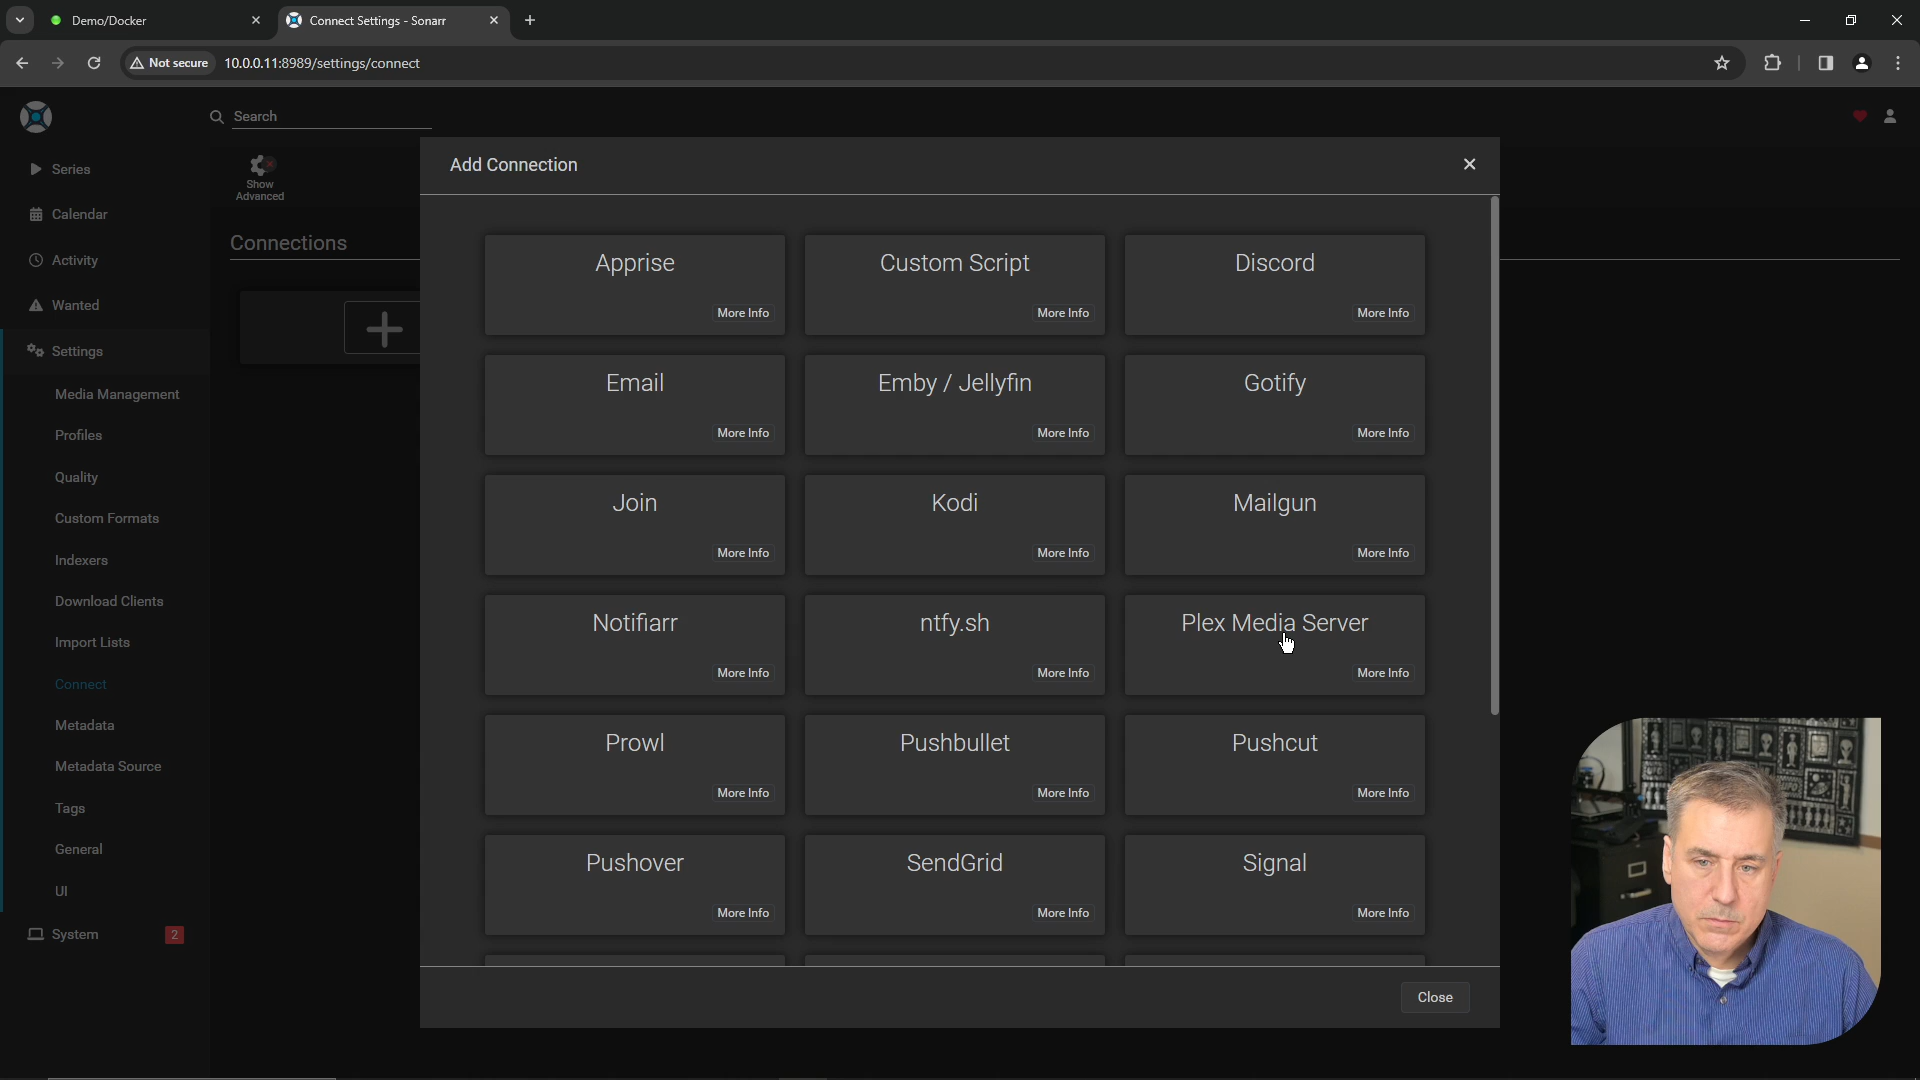 Demo/Docker
Connect Settings - Sonarr
Not secure
10.0.0.11:8989/settings/connect
Search
Series
Calendar
Activity
Wanted
Settings
Media Management
Profiles
Quality
Custom Formats
Indexers
Download Clients
Import Lists
Connect
Metadata
Metadata Source
Tags
General
UI
System
2
Show
Advanced
Connections
Add Connection
Apprise
More Info
Custom Script
More Info
Discord
More Info
Email
More Info
Emby / Jellyfin
More Info
Gotify
More Info
Join
More Info
Kodi
More Info
Mailgun
More Info
Notifiarr
More Info
ntfy.sh
More Info
Plex Media Server
More Info
Prowl
More Info
Pushbullet
More Info
Pushcut
More Info
Pushover
More Info
SendGrid
More Info
Signal
More Info
Close